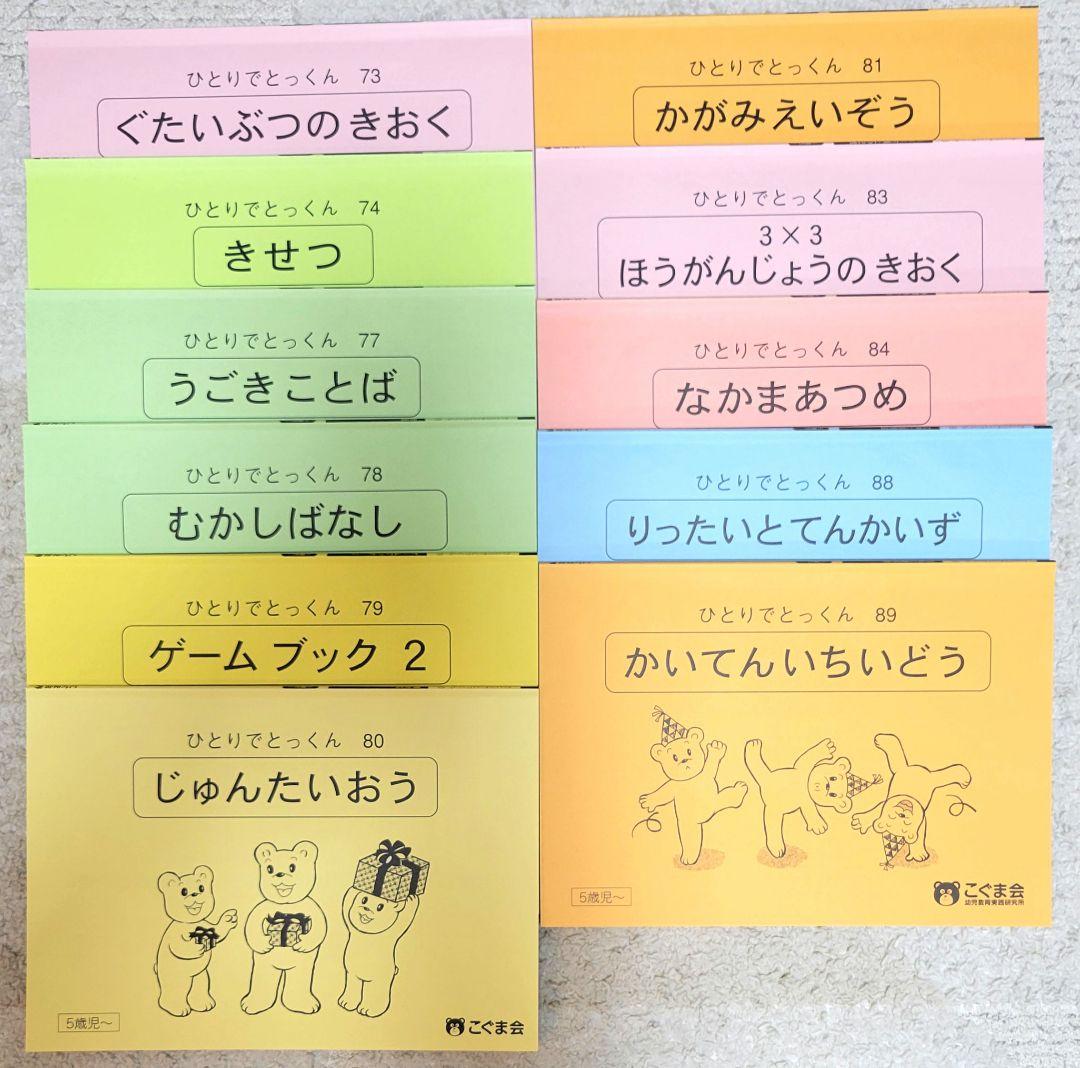 ひとりでとっくん 73
ぐたいぶつのきおく
ひとりでとっくん 74
きせつ
ひとりでとっくん 77
うごきことば
ひとりでとっくん 78
むかしばなし
ひとりでとっくん 79
ゲームブック 2
ひとりでとっくん 80
じゅんたいおう
5歳児~
こぐま会
ひとりでとっくん 81
かがみえいぞう
ひとりでとっくん 83
3×3
ほうがんじょうのきおく
ひとりでとっくん 84
なかまあつめ
ひとりでとっくん 88
りったいとてんかいず
ひとりでとっくん 89
かいてんいちいどう
5歳児~
こぐま会
幼児教育実践研究所